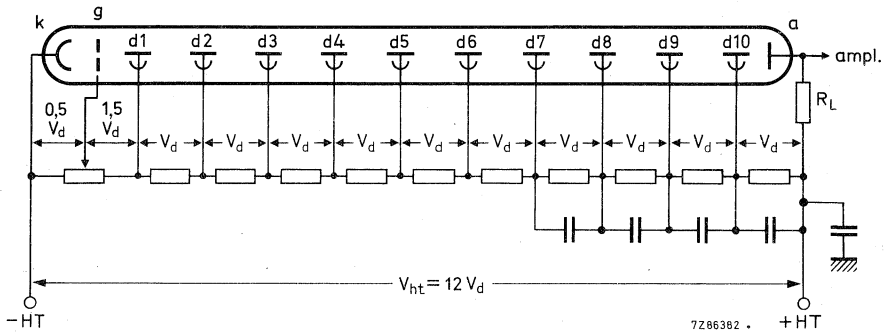 k g a
d1 d2 d3 d4 d5 d6 d7 d8 d9 d10
ampl.
R_L
0,5 V_d 1,5 V_d V_d V_d V_d V_d V_d V_d V_d V_d V_d V_d
V_ht = 12 V_d
−HT +HT
7Z86382 .